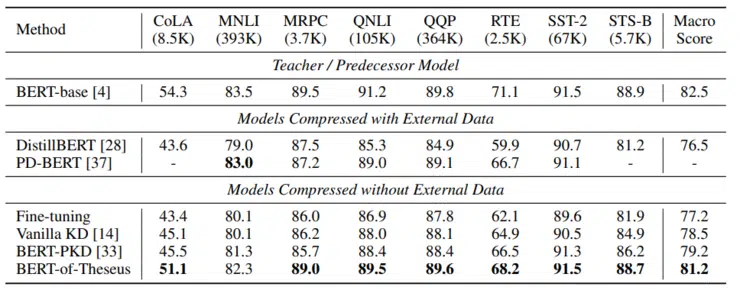 Method CoLA MNLI MRPC QNLI QQP RTE SST-2 STS-B Macro
(8.5K) (393K) (3.7K) (105K) (364K) (2.5K) (67K) (5.7K) Score
Teacher / Predecessor Model
BERT-base [4] 54.3 83.5 89.5 91.2 89.8 71.1 91.5 88.9 82.5
Models Compressed with External Data
DistillBERT [28] 43.6 79.0 87.5 85.3 84.9 59.9 90.7 81.2 76.5
PD-BERT [37] - 83.0 87.2 89.0 89.1 66.7 91.1 - -
Models Compressed without External Data
Fine-tuning 43.4 80.1 86.0 86.9 87.8 62.1 89.6 81.9 77.2
Vanilla KD [14] 45.1 80.1 86.2 88.0 88.1 64.9 90.5 84.9 78.5
BERT-PKD [33] 45.5 81.3 85.7 88.4 88.4 66.5 91.3 86.2 79.2
BERT-of-Theseus 51.1 82.3 89.0 89.5 89.6 68.2 91.5 88.7 81.2